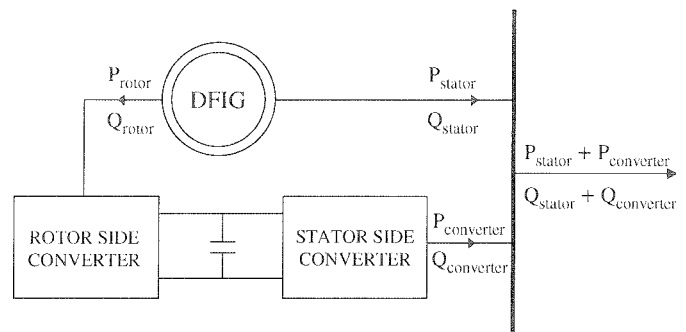 P_rotor
DFIG
P_stator
Q_rotor
Q_stator
P_stator + P_converter
Q_stator + Q_converter
ROTOR SIDE
CONVERTER
STATOR SIDE
CONVERTER
P_converter
Q_converter